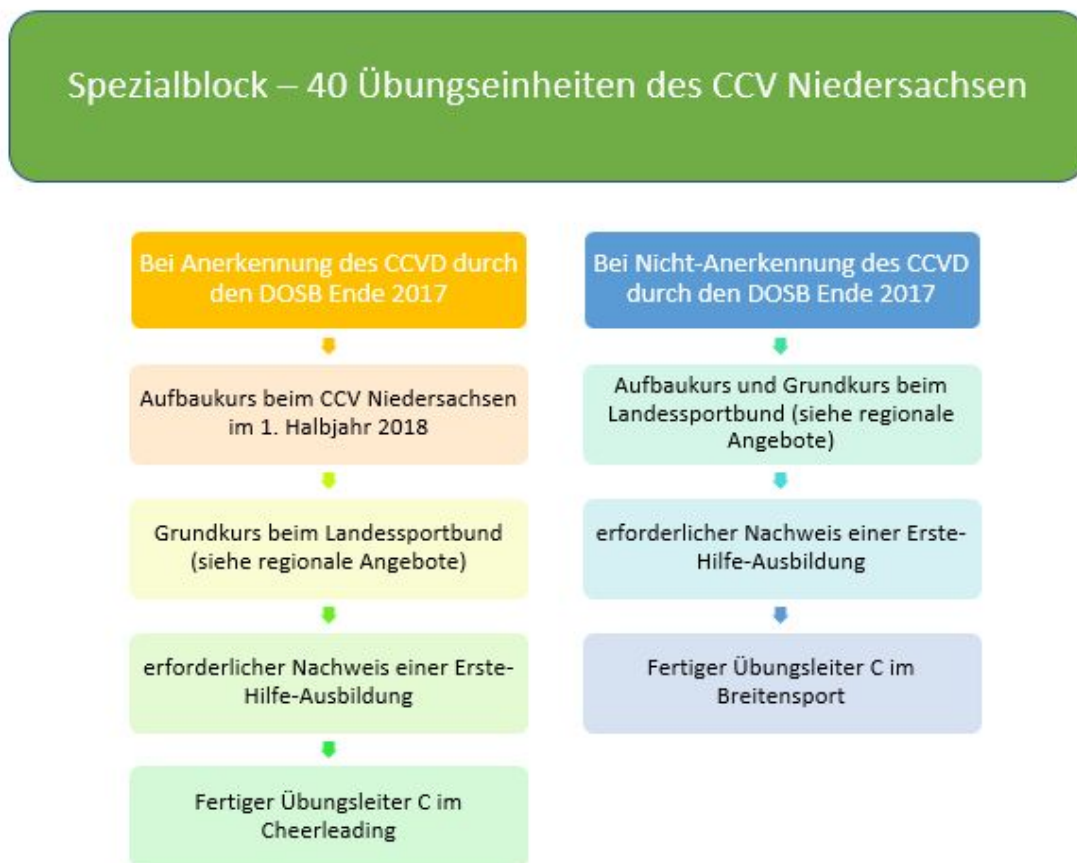 Spezialblock – 40 Übungseinheiten des CCV Niedersachsen
Bei Anerkennung des CCVD durch
den DOSB Ende 2017
Aufbaukurs beim CCV Niedersachsen
im 1. Halbjahr 2018
Grundkurs beim Landessportbund
(siehe regionale Angebote)
erforderlicher Nachweis einer Erste-
Hilfe-Ausbildung
Fertiger Übungsleiter C im
Cheerleading
Bei Nicht-Anerkennung des CCVD
durch den DOSB Ende 2017
Aufbaukurs und Grundkurs beim
Landessportbund (siehe regionale
Angebote)
erforderlicher Nachweis einer Erste-
Hilfe-Ausbildung
Fertiger Übungsleiter C im
Breitensport